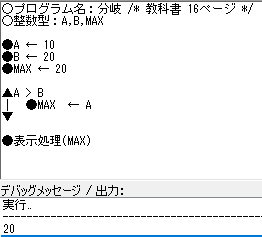 ○プログラム名：分岐 /* 教科書 16ページ */
○整数型：A,B,MAX
●A ← 10
●B ← 20
●MAX ← 20
▲A > B
｜ ●MAX ← A
▼
●表示処理(MAX)
デバッグメッセージ / 出力:
実行..
--------------------------------------------
20